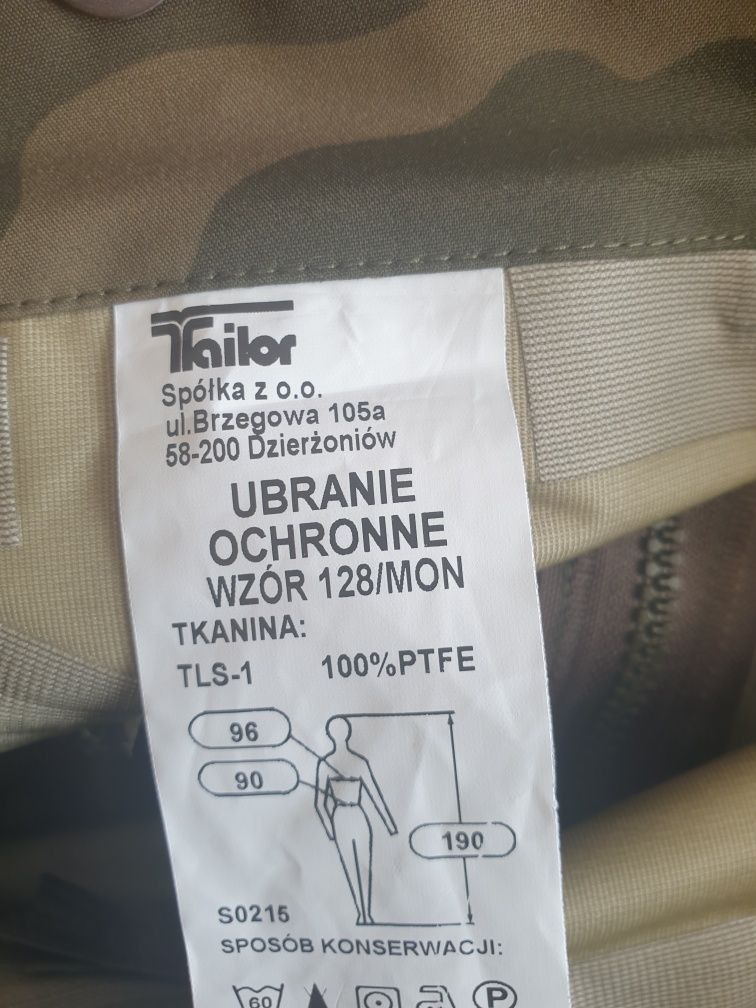 Tailor
Spółka z o.o.
ul.Brzegowa 105a
58-200 Dzierżoniów
UBRANIE
OCHRONNE
WZÓR 128/MON
TKANINA:
TLS-1 100%PTFE
96
90
190
S0215
SPOSÓB KONSERWACJI:
60 P